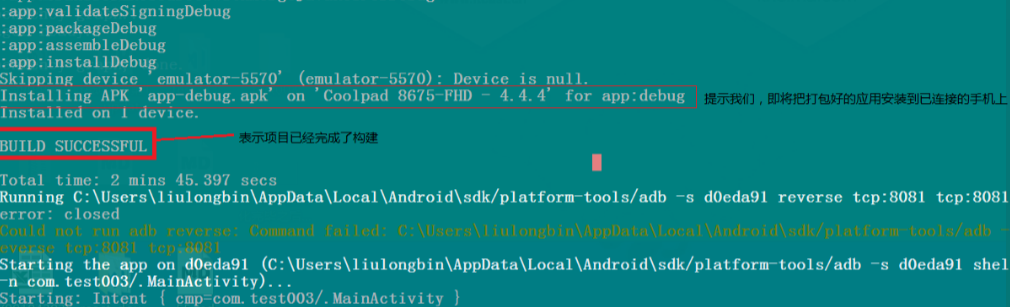 :app:validateSigningDebug
:app:packageDebug
:app:assembleDebug
:app:installDebug
Skipping device 'emulator-5570' (emulator-5570): Device is null.
Installing APK 'app-debug.apk' on 'Coolpad 8675-FHD - 4.4.4' for app:debug 提示我们，即将把打包好的应用安装到已连接的手机上
Installed on 1 device.
BUILD SUCCESSFUL 表示项目已经完成了构建
Total time: 2 mins 45.397 secs
Running C:\Users\liulongbin\AppData\Local\Android\sdk/platform-tools/adb -s d0eda91 reverse tcp:8081 tcp:8081
error: closed
Could not run adb reverse: Command failed: C:\Users\liulongbin\AppData\Local\Android\sdk/platform-tools/adb -
everse tcp:8081 tcp:8081
Starting the app on d0eda91 (C:\Users\liulongbin\AppData\Local\Android\sdk/platform-tools/adb -s d0eda91 shel
-n com.test003/.MainActivity)...
Starting: Intent { cmp=com.test003/.MainActivity }